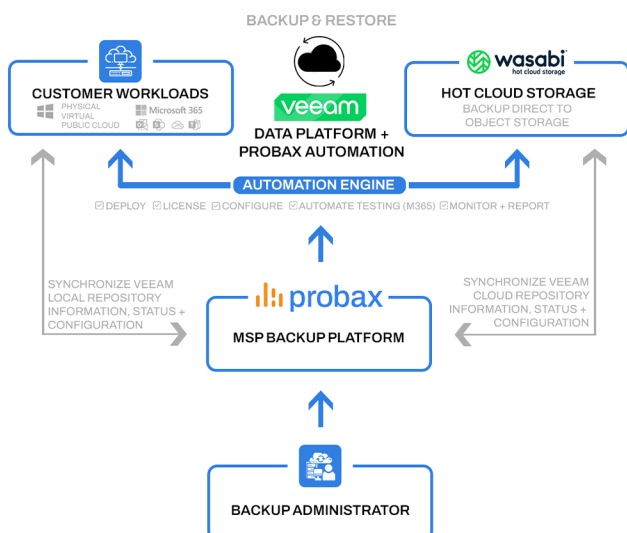 BACKUP & RESTORE
veeam
DATA PLATFORM +
PROBAX AUTOMATION
CUSTOMER WORKLOADS
PHYSICAL
VIRTUAL
PUBLIC CLOUD
Microsoft 365
wasabi
hot cloud storage
HOT CLOUD STORAGE
BACKUP DIRECT TO
OBJECT STORAGE
AUTOMATION ENGINE
DEPLOY LICENSE CONFIGURE AUTOMATE TESTING (M365) MONITOR + REPORT
SYNCHRONIZE VEEAM
LOCAL REPOSITORY
INFORMATION, STATUS +
CONFIGURATION
probax
MSP BACKUP PLATFORM
SYNCHRONIZE VEEAM
CLOUD REPOSITORY
INFORMATION, STATUS +
CONFIGURATION
BACKUP ADMINISTRATOR